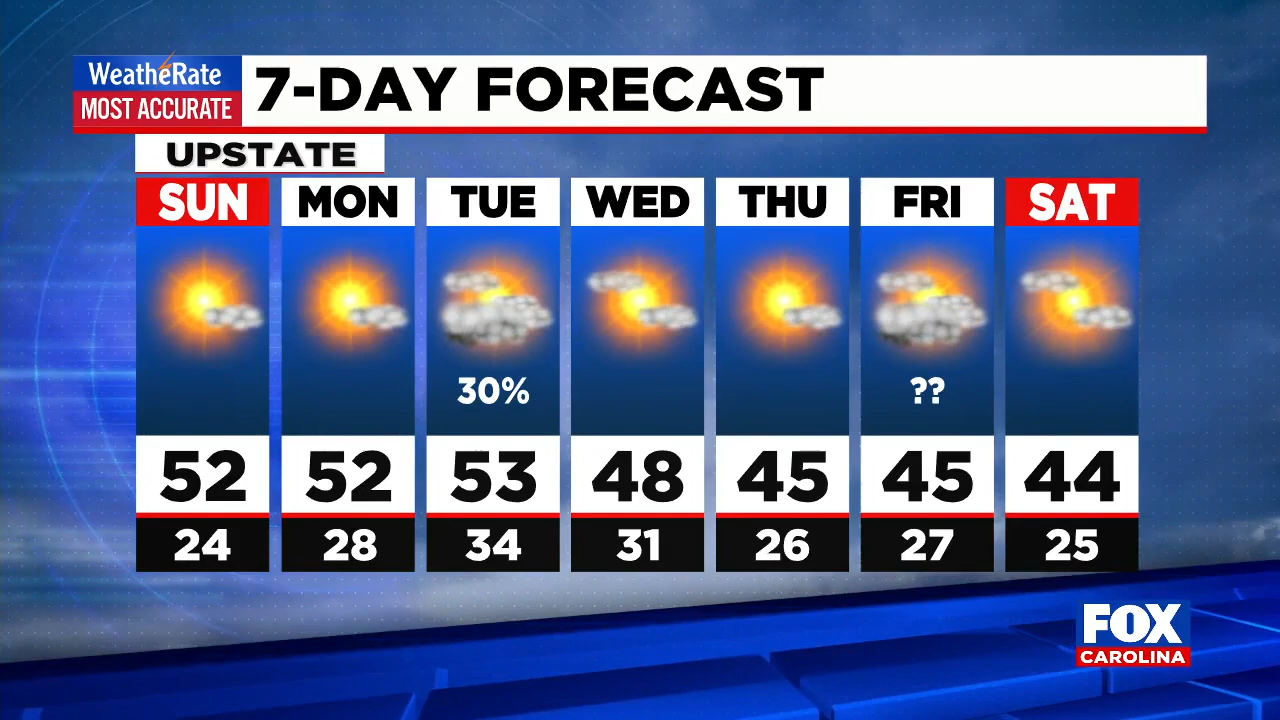 WeatheRate
MOST ACCURATE
7-DAY FORECAST
UPSTATE
SUN MON TUE WED THU FRI SAT
30% ??
52 52 53 48 45 45 44
24 28 34 31 26 27 25
FOX
CAROLINA